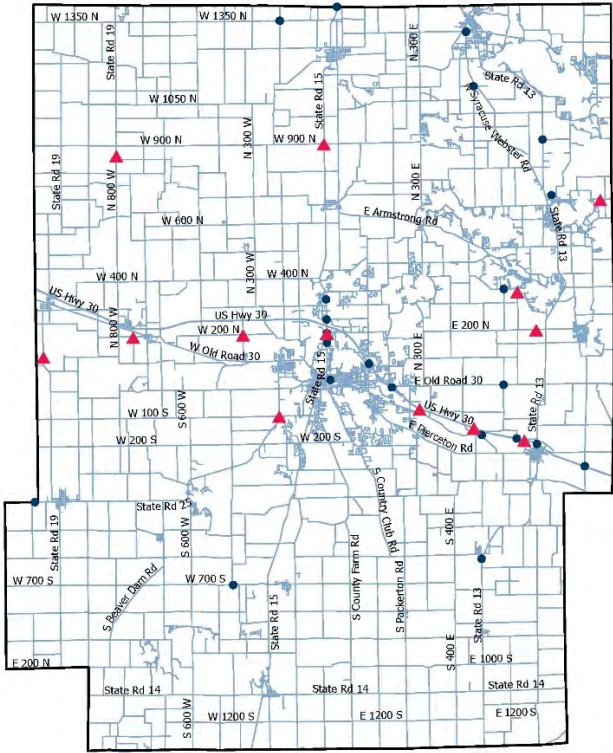 W 1350 N
State Rd 19
State Rd 15
N 300 E
State Rd 13
W 1050 N
N Syracuse Webster Rd
W 900 N
N 300 W
W 900 N
State Rd 19
N 800 W
N 300 E
W 600 N
E Armstrong Rd
State Rd 13
N 300 W
W 400 N
W 400 N
US Hwy 30
US Hwy 30
N 800 W
W 200 N
E 200 N
W Old Road 30
State Rd 15
N 300 E
E Old Road 30
State Rd 13
S 600 W
W 100 S
US Hwy 30
W 200 S
W 200 S
E Pierceton Rd
S Country Club Rd
State Rd 25
State Rd 19
S 600 W
S 400 E
S County Farm Rd
S Packerton Rd
W 700 S
W 700 S
S Beaver Dam Rd
State Rd 15
State Rd 13
S 400 E
E 200 N
E 1000 S
State Rd 14
State Rd 14
State Rd 14
S 600 W
W 1200 S
E 1200 S
E 1200 S